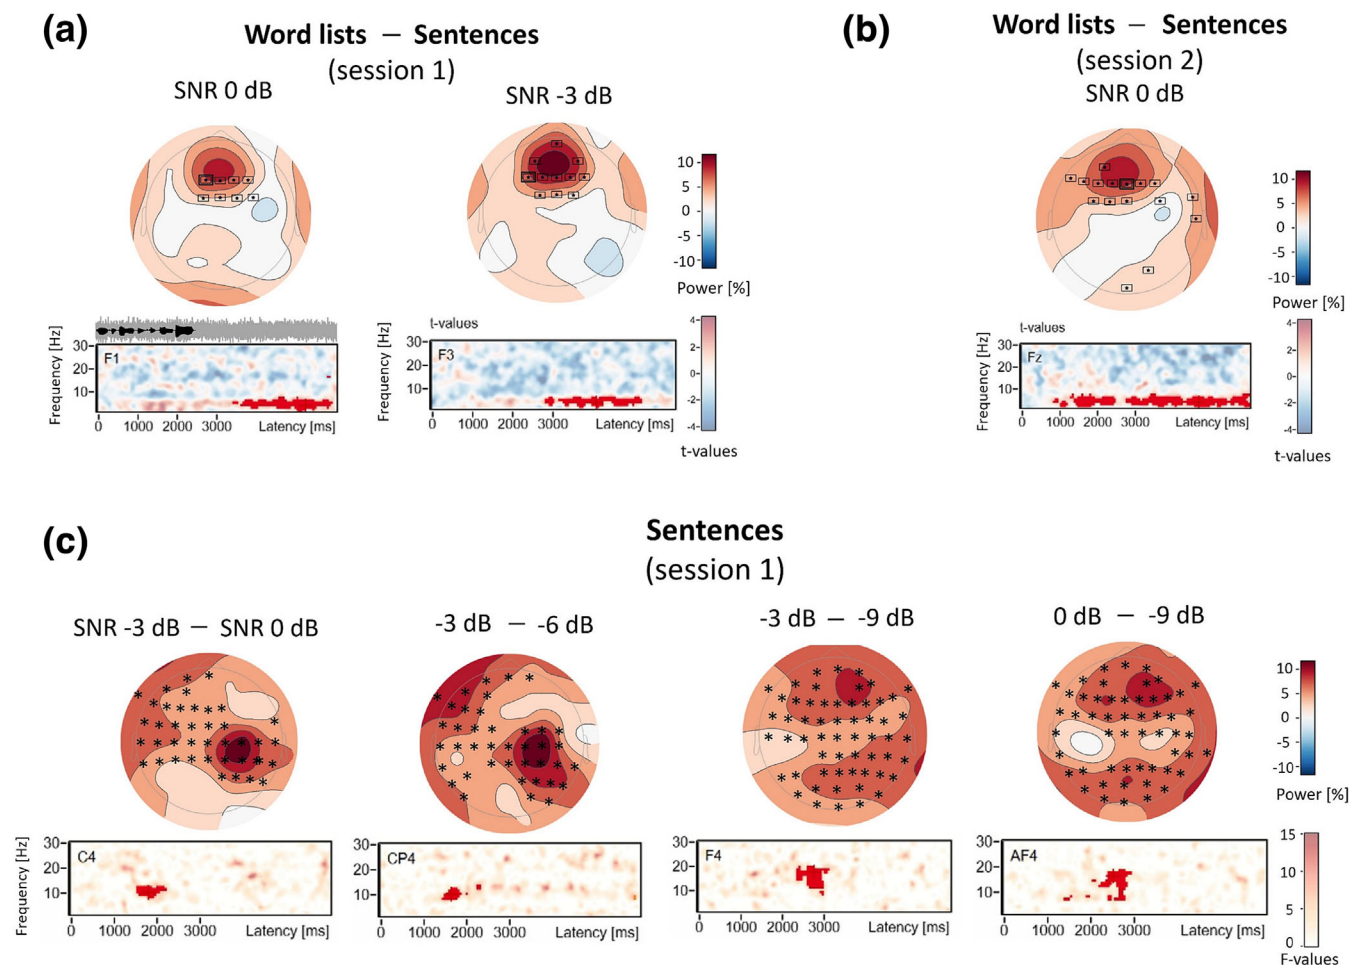 (a)
Word lists – Sentences
(session 1)
SNR 0 dB
SNR -3 dB
10
5
0
-5
-10
Power [%]
Frequency [Hz]
30
20
10
F1
0 1000 2000 3000 Latency [ms]
t-values
30
20
10
F3
0 1000 2000 3000 Latency [ms]
4
2
0
-2
-4
t-values
(b)
Word lists – Sentences
(session 2)
SNR 0 dB
10
5
0
-5
-10
Power [%]
t-values
Frequency [Hz]
30
20
10
Fz
0 1000 2000 3000 Latency [ms]
4
2
0
-2
-4
t-values
(c)
Sentences
(session 1)
SNR -3 dB – SNR 0 dB
-3 dB – -6 dB
-3 dB – -9 dB
0 dB – -9 dB
10
5
0
-5
-10
Power [%]
Frequency [Hz]
30
20
10
C4
0 1000 2000 3000 Latency [ms]
30
20
10
CP4
0 1000 2000 3000 Latency [ms]
30
20
10
F4
0 1000 2000 3000 Latency [ms]
30
20
10
AF4
0 1000 2000 3000 Latency [ms]
15
10
5
0
F-values